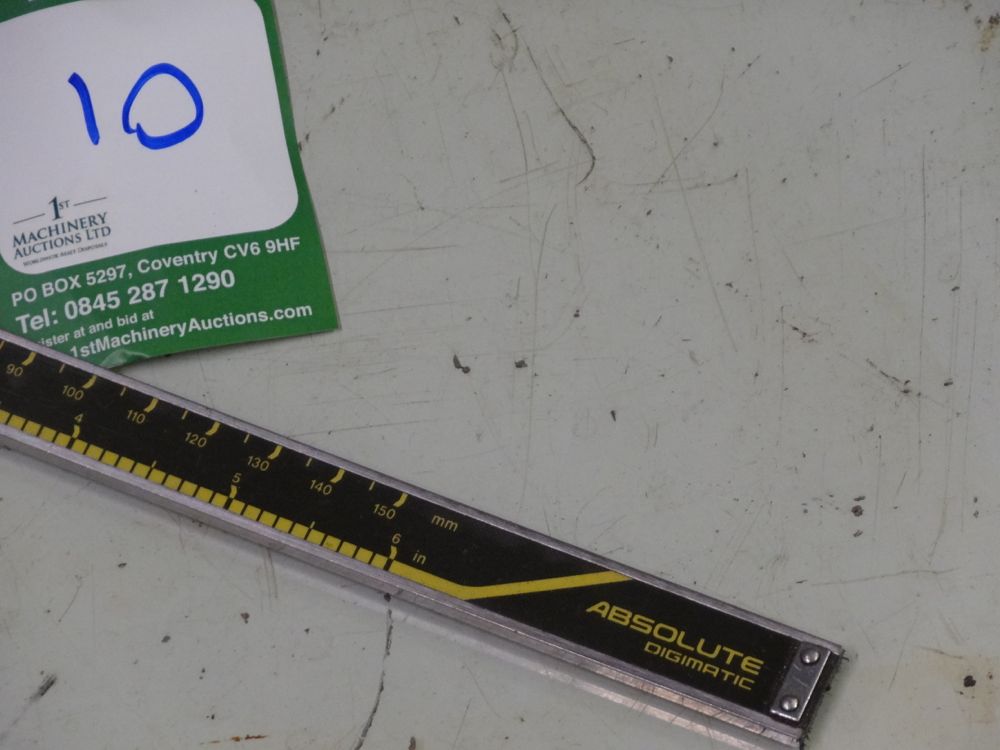 10
1ST
MACHINERY
AUCTIONS LTD
PO BOX 5297, Coventry CV6 9HF
Tel: 0845 287 1290
ister at and bid at
1stMachineryAuctions.com
90
100
110
120
130
140
150
mm
4
5
6
in
ABSOLUTE
DIGIMATIC